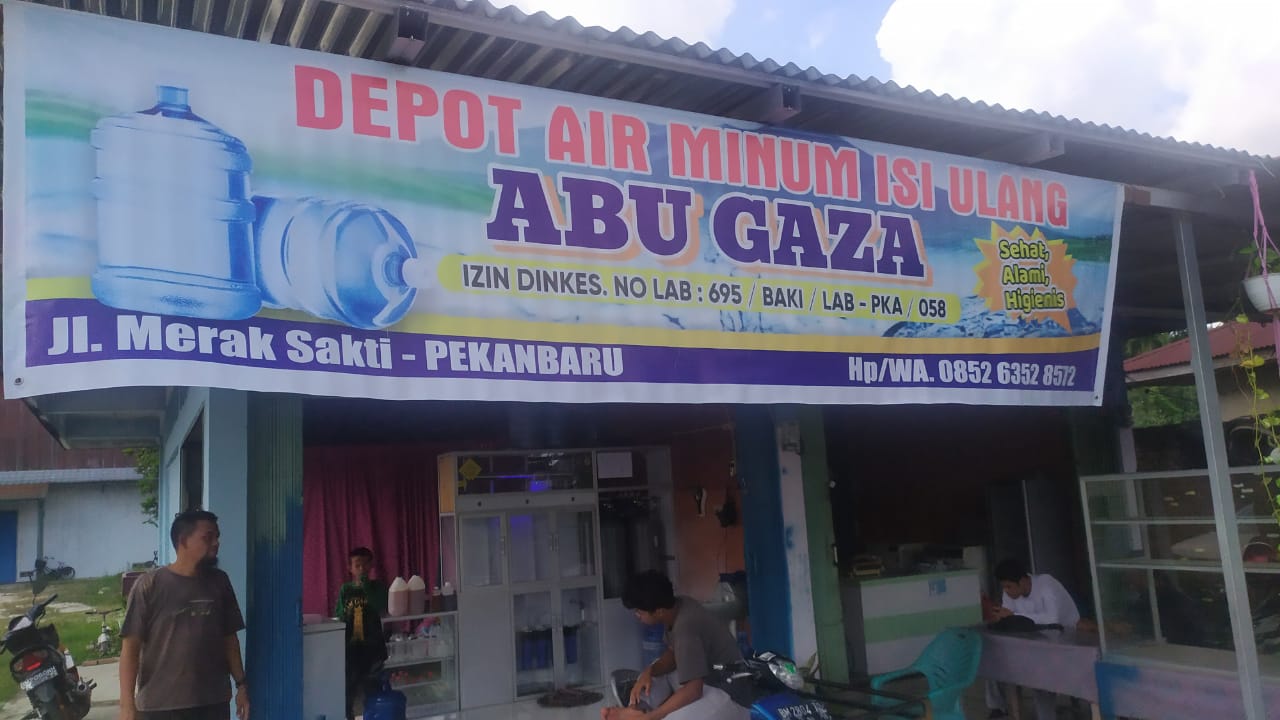 DEPOT AIR MINUM ISI ULANG
ABU GAZA
IZIN DINKES. NO LAB : 695 / BAKI / LAB - PKA / 058
Sehat,
Alami,
Higienis
Jl. Merak Sakti - PEKANBARU
Hp/WA. 0852 6352 8572